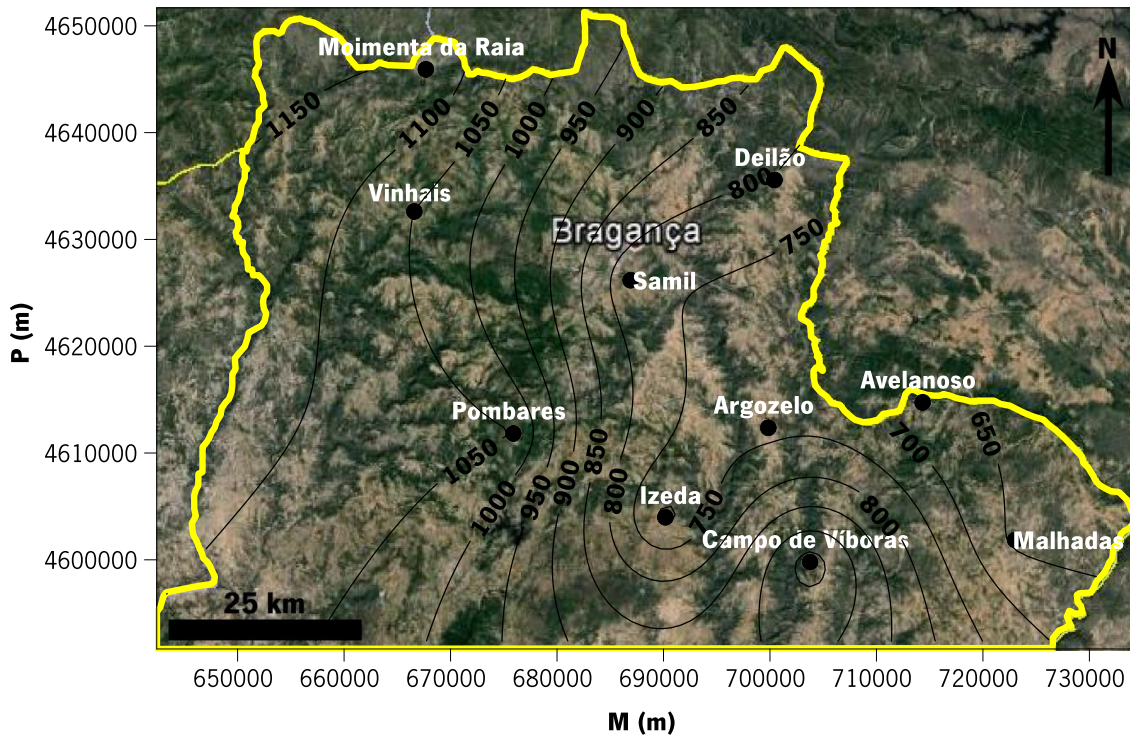 4650000
Moimenta da Raia
N
1150
1100
1050
1000
950
900
850
4640000
Deilão
800
Vinhais
4630000
Bragança
750
Samil
P (m)
4620000
Avelanoso
Argozelo
Pombares
700
650
4610000
1050
850
Izeda
1000
950
900
800
750
800
Campo de Víboras
Malhadas
4600000
25 km
650000
660000
670000
680000
690000
700000
710000
720000
730000
M (m)